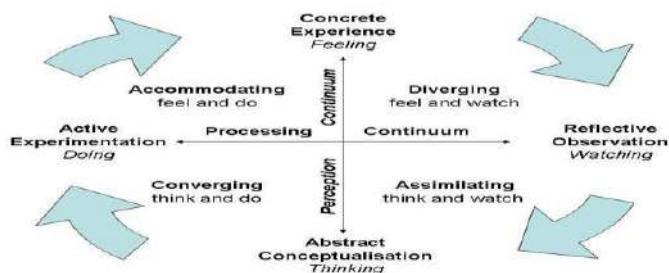 Concrete
Experience
Feeling
Accommodating
feel and do
Continuum
Diverging
feel and watch
Active
Experimentation
Doing
Processing
Continuum
Reflective
Observation
Watching
Converging
think and do
Perception
Assimilating
think and watch
Abstract
Conceptualisation
Thinking